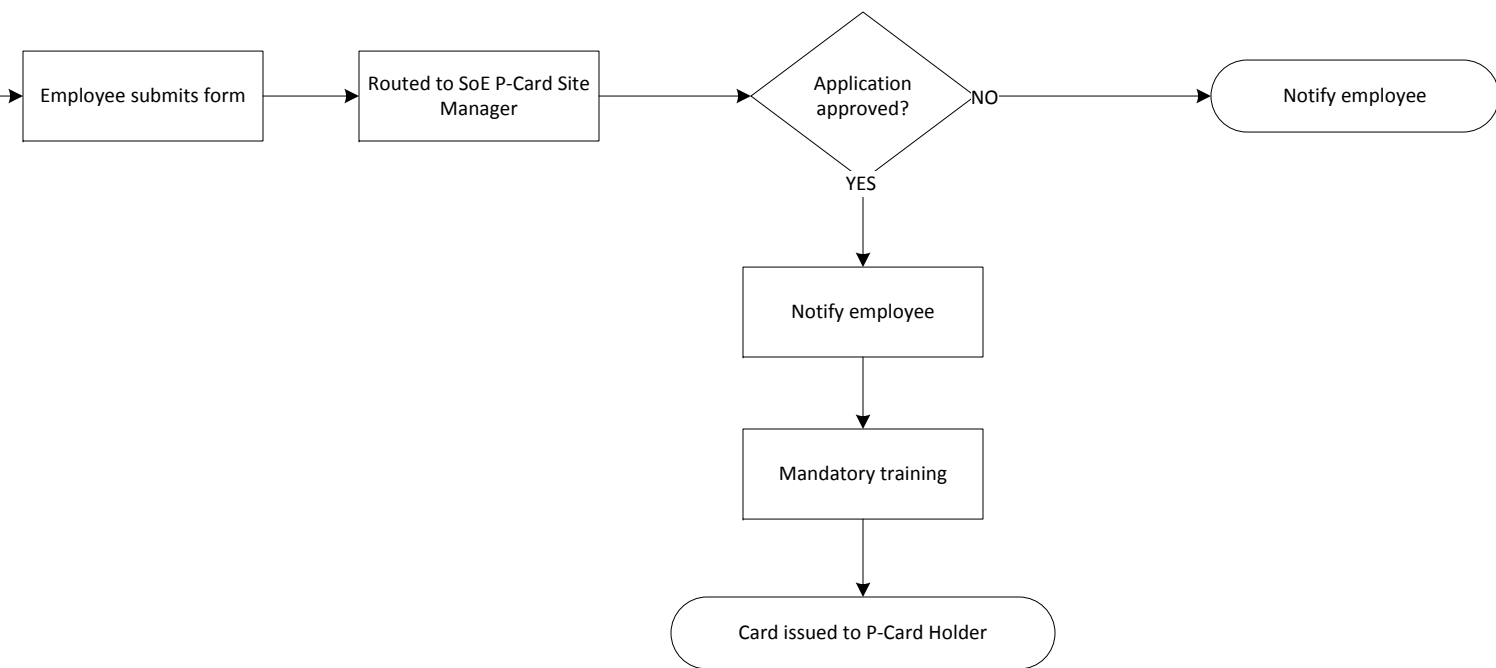 Employee submits form
Routed to SoE P-Card Site
Manager
Application
approved?
NO
Notify employee
YES
Notify employee
Mandatory training
Card issued to P-Card Holder